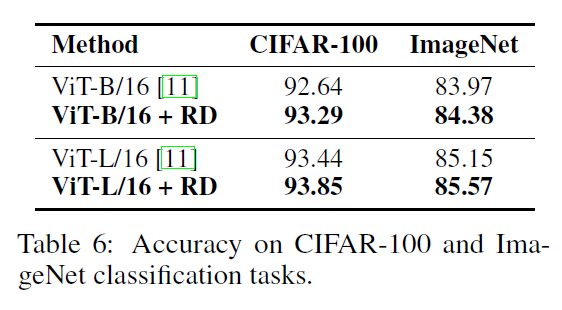 Method CIFAR-100 ImageNet
ViT-B/16 [11] 92.64 83.97
ViT-B/16 + RD 93.29 84.38
ViT-L/16 [11] 93.44 85.15
ViT-L/16 + RD 93.85 85.57
Table 6: Accuracy on CIFAR-100 and Ima-
geNet classification tasks.